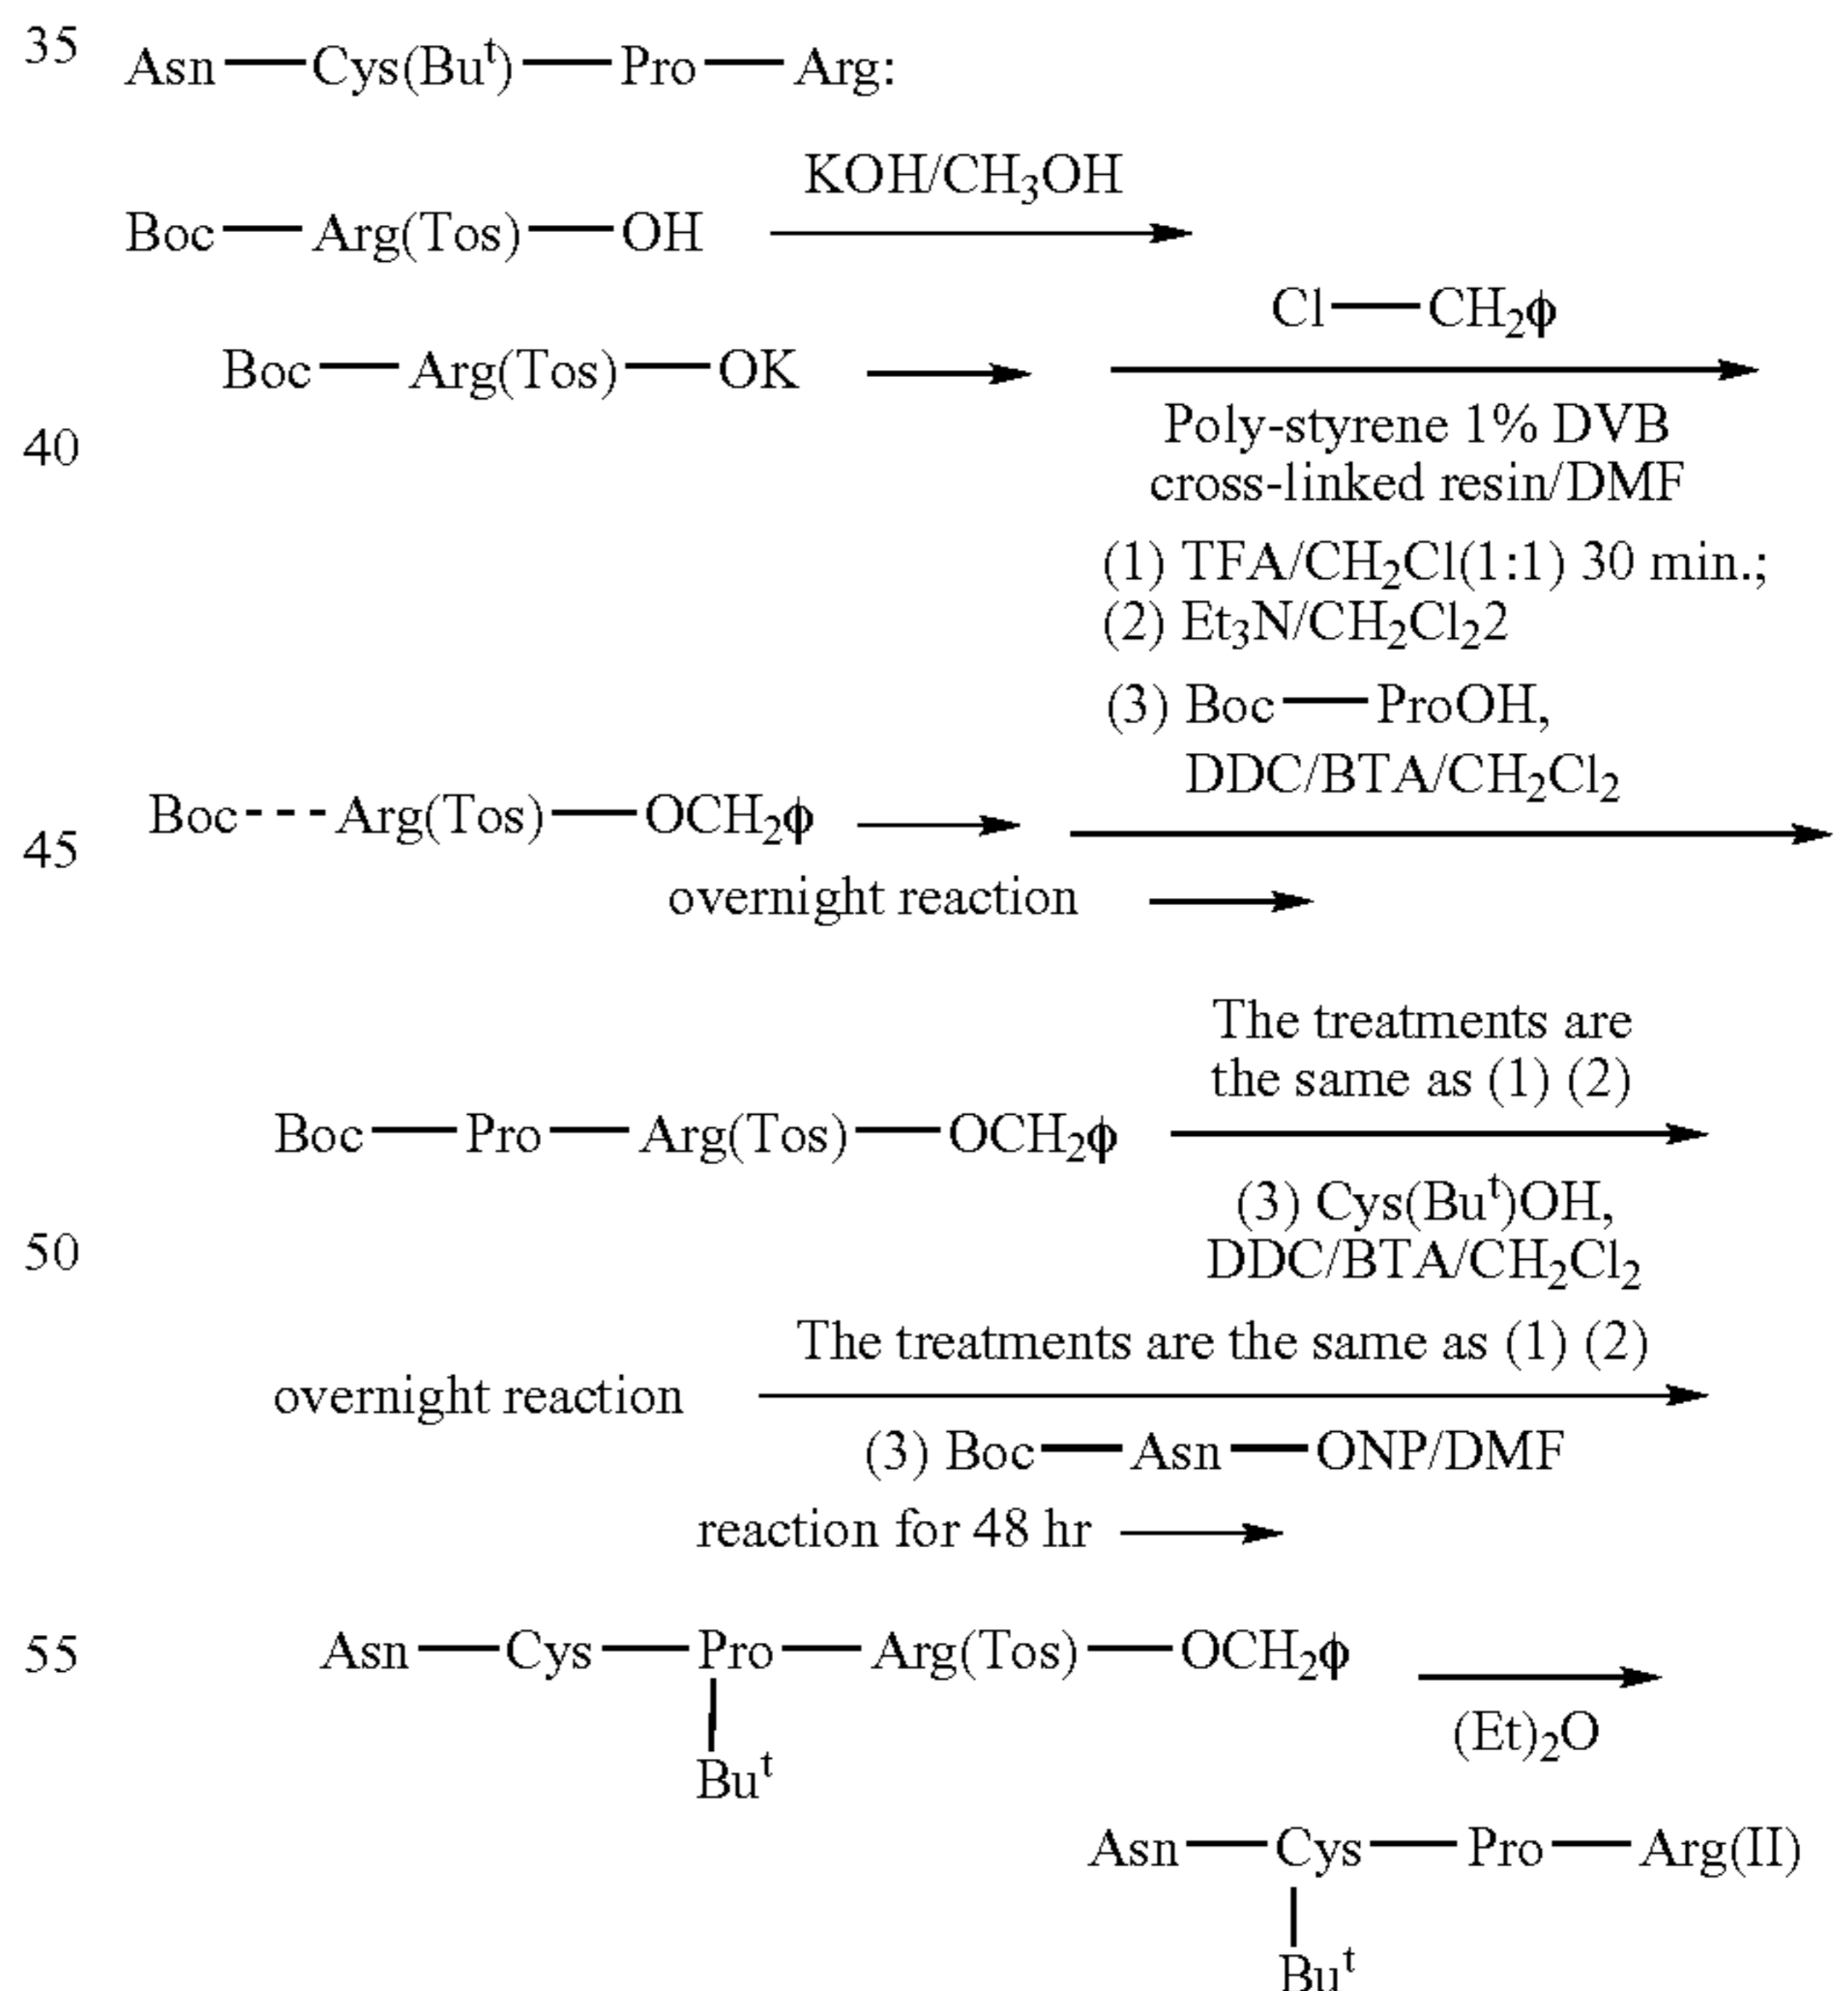 35
Asn—Cys(Buᵗ)—Pro—Arg:
KOH/CH₃OH
Boc—Arg(Tos)—OH
Cl—CH₂ϕ
Boc—Arg(Tos)—OK
Poly-styrene 1% DVB
40
cross-linked resin/DMF
(1) TFA/CH₂Cl(1:1) 30 min.;
(2) Et₃N/CH₂Cl₂2
(3) Boc—ProOH,
DDC/BTA/CH₂Cl₂
Boc---Arg(Tos)—OCH₂ϕ
45
overnight reaction
The treatments are
the same as (1) (2)
Boc—Pro—Arg(Tos)—OCH₂ϕ
(3) Cys(Buᵗ)OH,
50
DDC/BTA/CH₂Cl₂
The treatments are the same as (1) (2)
overnight reaction
(3) Boc—Asn—ONP/DMF
reaction for 48 hr
55
Asn—Cys—Pro—Arg(Tos)—OCH₂ϕ
(Et)₂O
Buᵗ
Asn—Cys—Pro—Arg(II)
Buᵗ